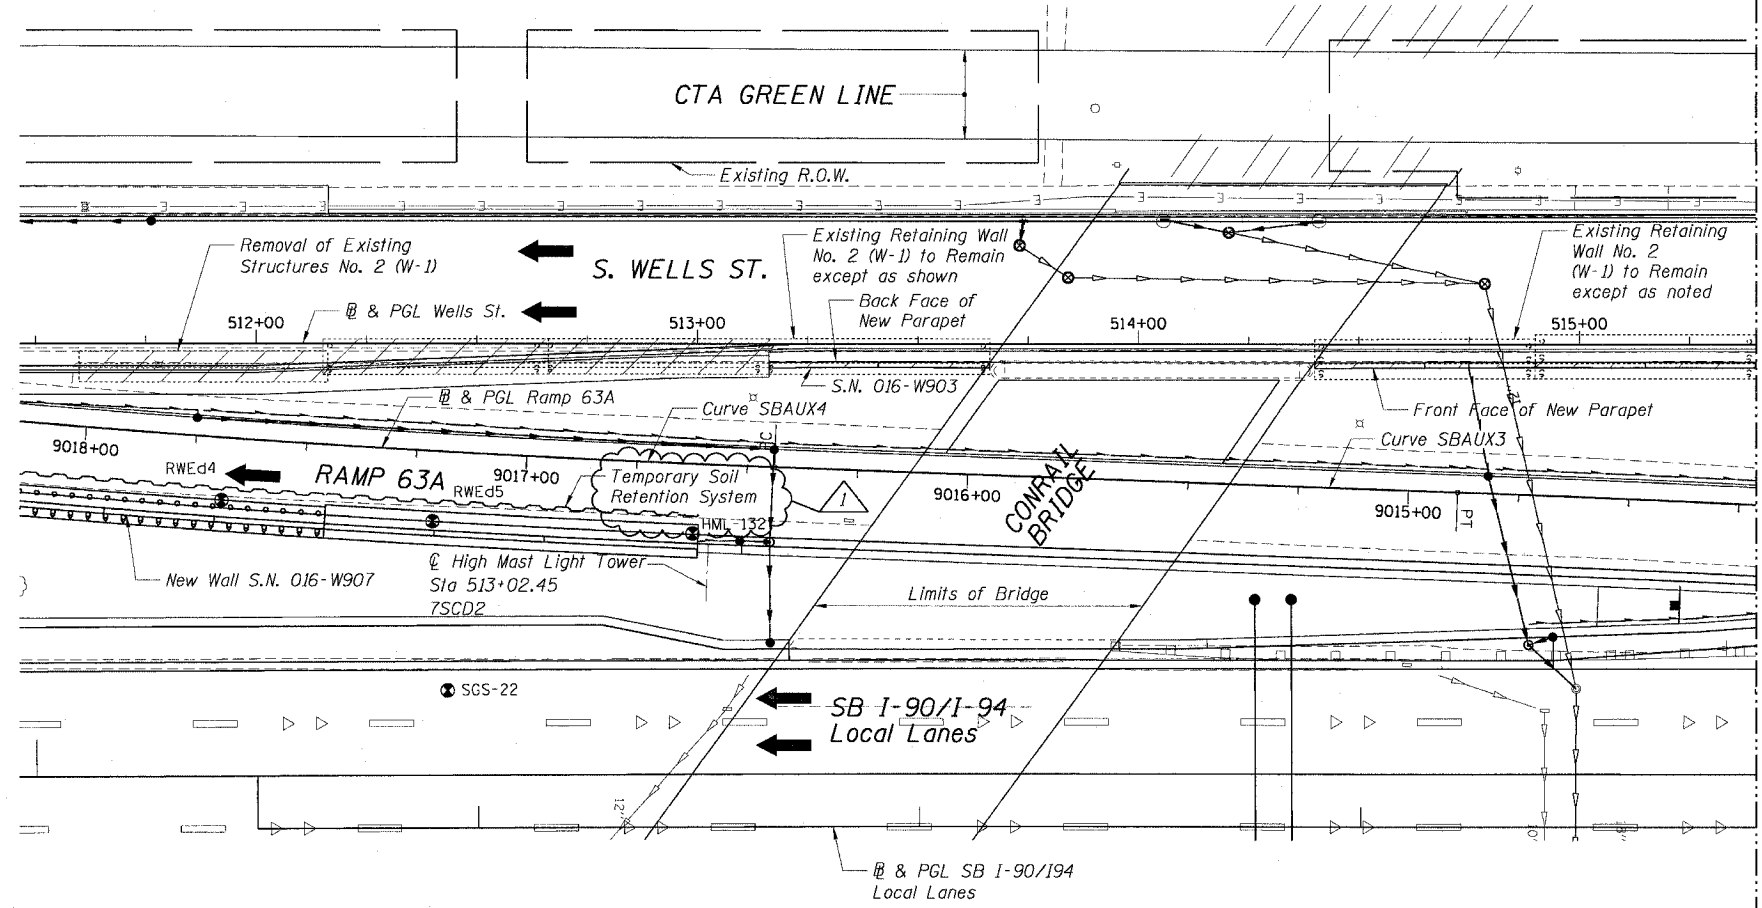 CTA GREEN LINE
Existing R.O.W.
Removal of Existing
Structures No. 2 (W-1)
S. WELLS ST.
Existing Retaining Wall
No. 2 (W-1) to Remain
except as shown
Existing Retaining
Wall No. 2
(W-1) to Remain
except as noted
℔ & PGL Wells St.
Back Face of
New Parapet
512+00
513+00
514+00
515+00
S.N. 016-W903
℔ & PGL Ramp 63A
Curve SBAUX4
Front Face of New Parapet
Curve SBAUX3
12"
9018+00
9017+00
9016+00
9015+00
RWEd4
RAMP 63A
RWEd5
Temporary Soil
Retention System
1
CONRAIL
BRIDGE
PT
HML-132
New Wall S.N. 016-W907
℄ High Mast Light Tower
Sta 513+02.45
7SCD2
Limits of Bridge
SGS-22
SB I-90/I-94
Local Lanes
12"
10"
℔ & PGL SB I-90/I94
Local Lanes